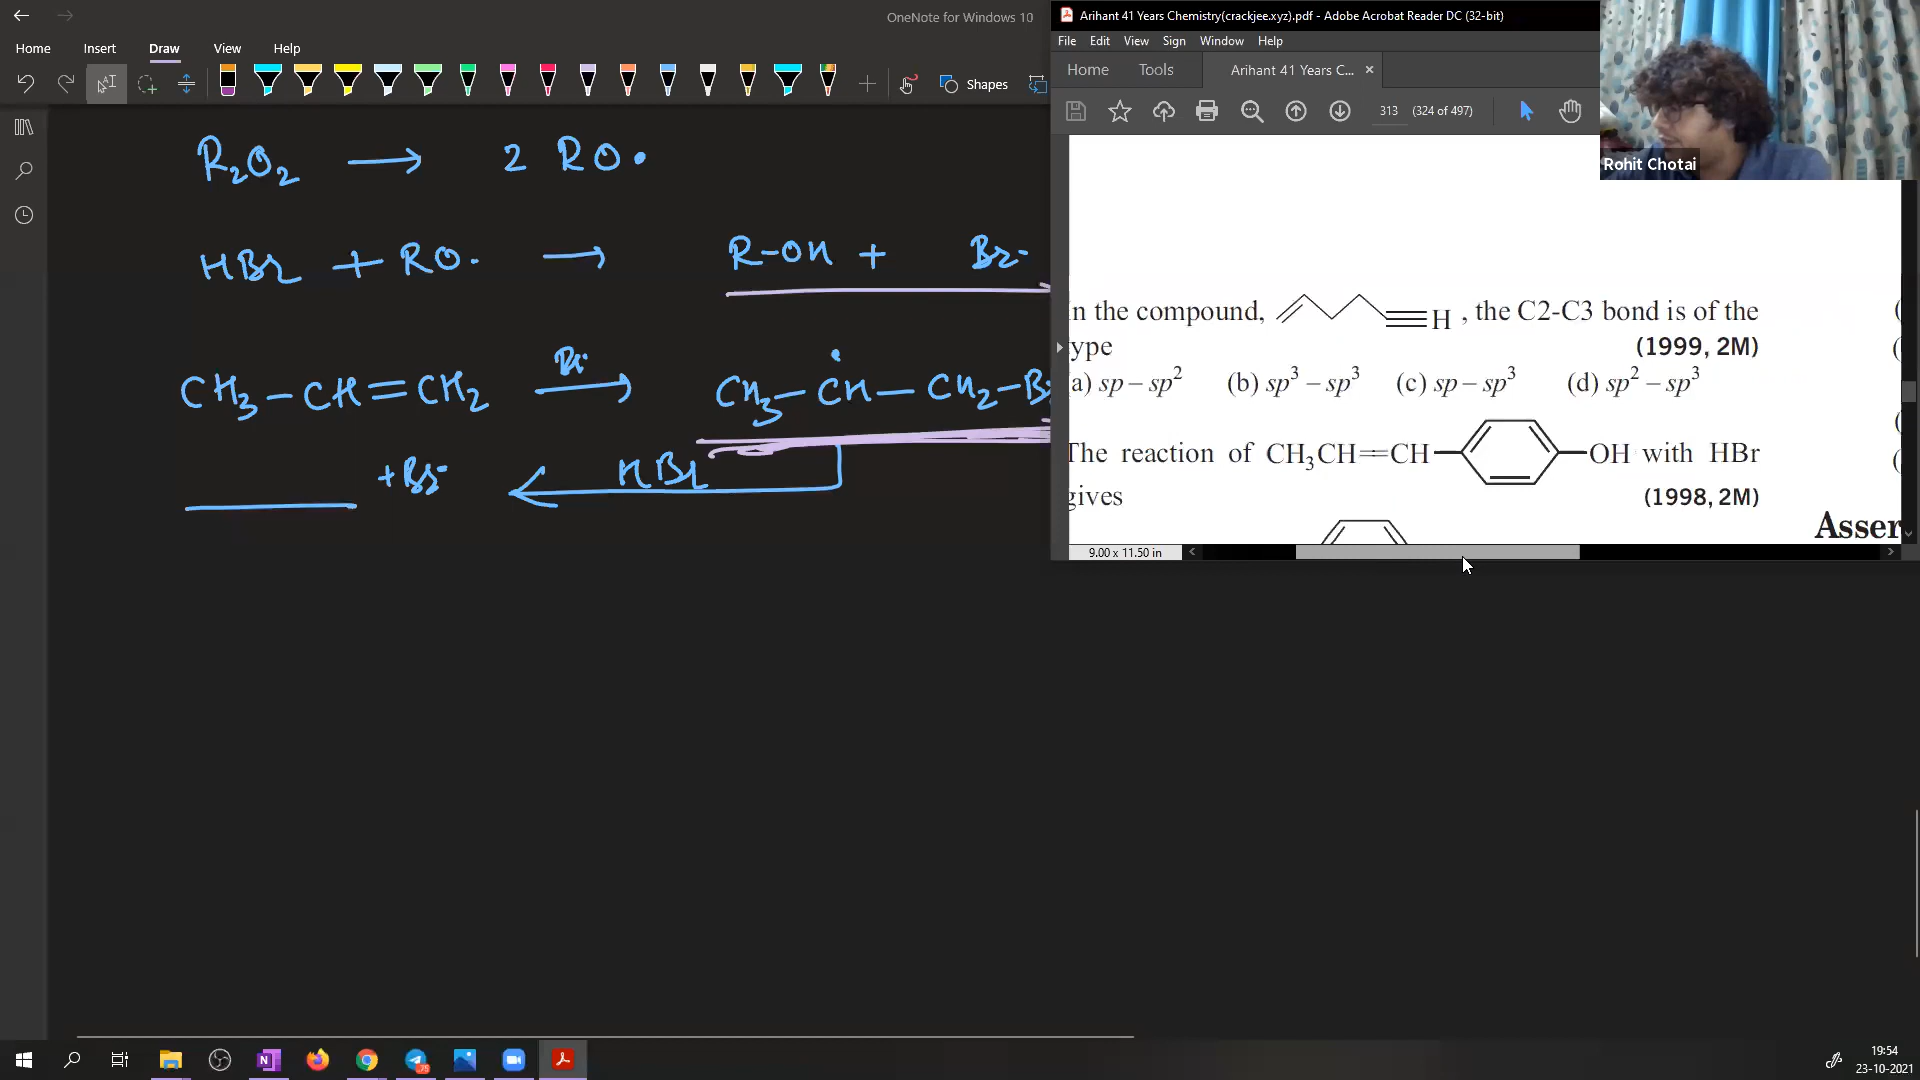 OneNote for Windows 10
Home Insert Draw View Help
Shapes
R2O2 → 2 RO•
HBr + RO• → R-OH + Br•
CH3-CH=CH2 Br• → CH3-CH-CH2-B
+Br• HBr
Arihant 41 Years Chemistry(crackjee.xyz).pdf - Adobe Acrobat Reader DC (32-bit)
File Edit View Sign Window Help
Home Tools Arihant 41 Years C... ×
313 (324 of 497)
Rohit Chotai
n the compound, ≡H , the C2-C3 bond is of the
ype (1999, 2M)
a) sp – sp² (b) sp³ – sp³ (c) sp – sp³ (d) sp² – sp³
The reaction of CH3CH=CH–OH with HBr
gives (1998, 2M)
Asser
9.00 x 11.50 in
19:54
23-10-2021